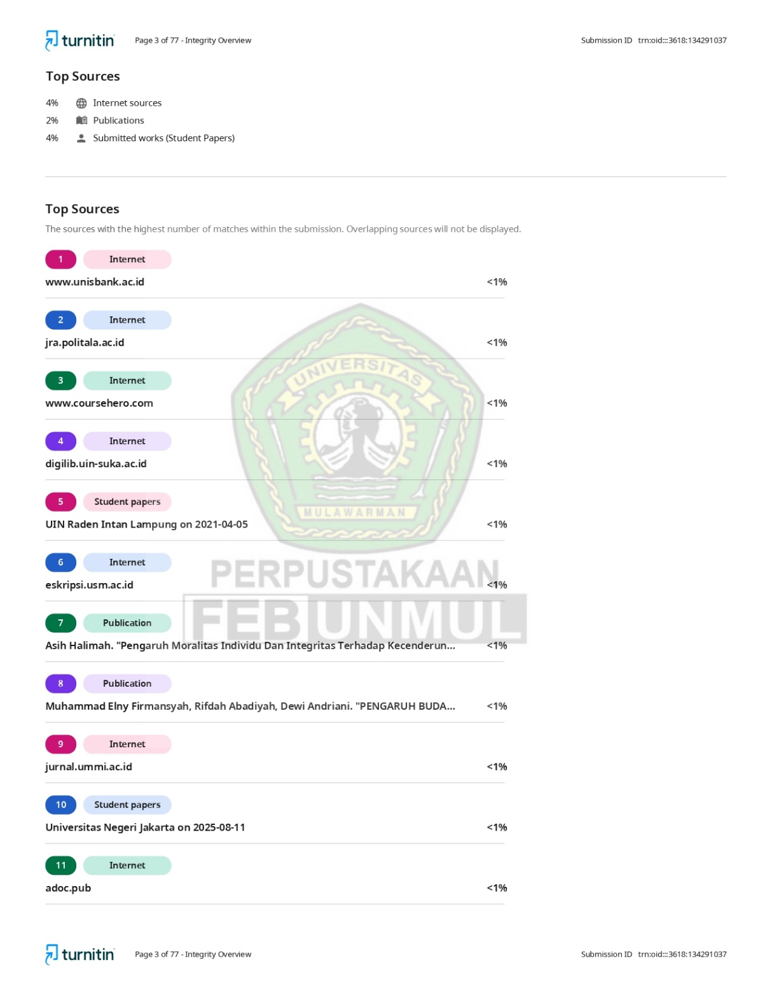 turnitin Page 3 of 77 - Integrity Overview Submission ID trn:oid:::3618:134291037
Top Sources
4% Internet sources
2% Publications
4% Submitted works (Student Papers)
Top Sources
The sources with the highest number of matches within the submission. Overlapping sources will not be displayed.
1 Internet
www.unisbank.ac.id <1%
2 Internet
jra.politala.ac.id <1%
3 Internet
www.coursehero.com <1%
4 Internet
digilib.uin-suka.ac.id <1%
5 Student papers
UIN Raden Intan Lampung on 2021-04-05 <1%
6 Internet
eskripsi.usm.ac.id <1%
7 Publication
Asih Halimah. "Pengaruh Moralitas Individu Dan Integritas Terhadap Kecenderun... <1%
8 Publication
Muhammad Elny Firmansyah, Rifdah Abadiyah, Dewi Andriani. "PENGARUH BUDA... <1%
9 Internet
jurnal.ummi.ac.id <1%
10 Student papers
Universitas Negeri Jakarta on 2025-08-11 <1%
11 Internet
adoc.pub <1%
UNIVERSITAS
MULAWARMAN
PERPUSTAKAAN
FEB UNMUL
turnitin Page 3 of 77 - Integrity Overview Submission ID trn:oid:::3618:134291037